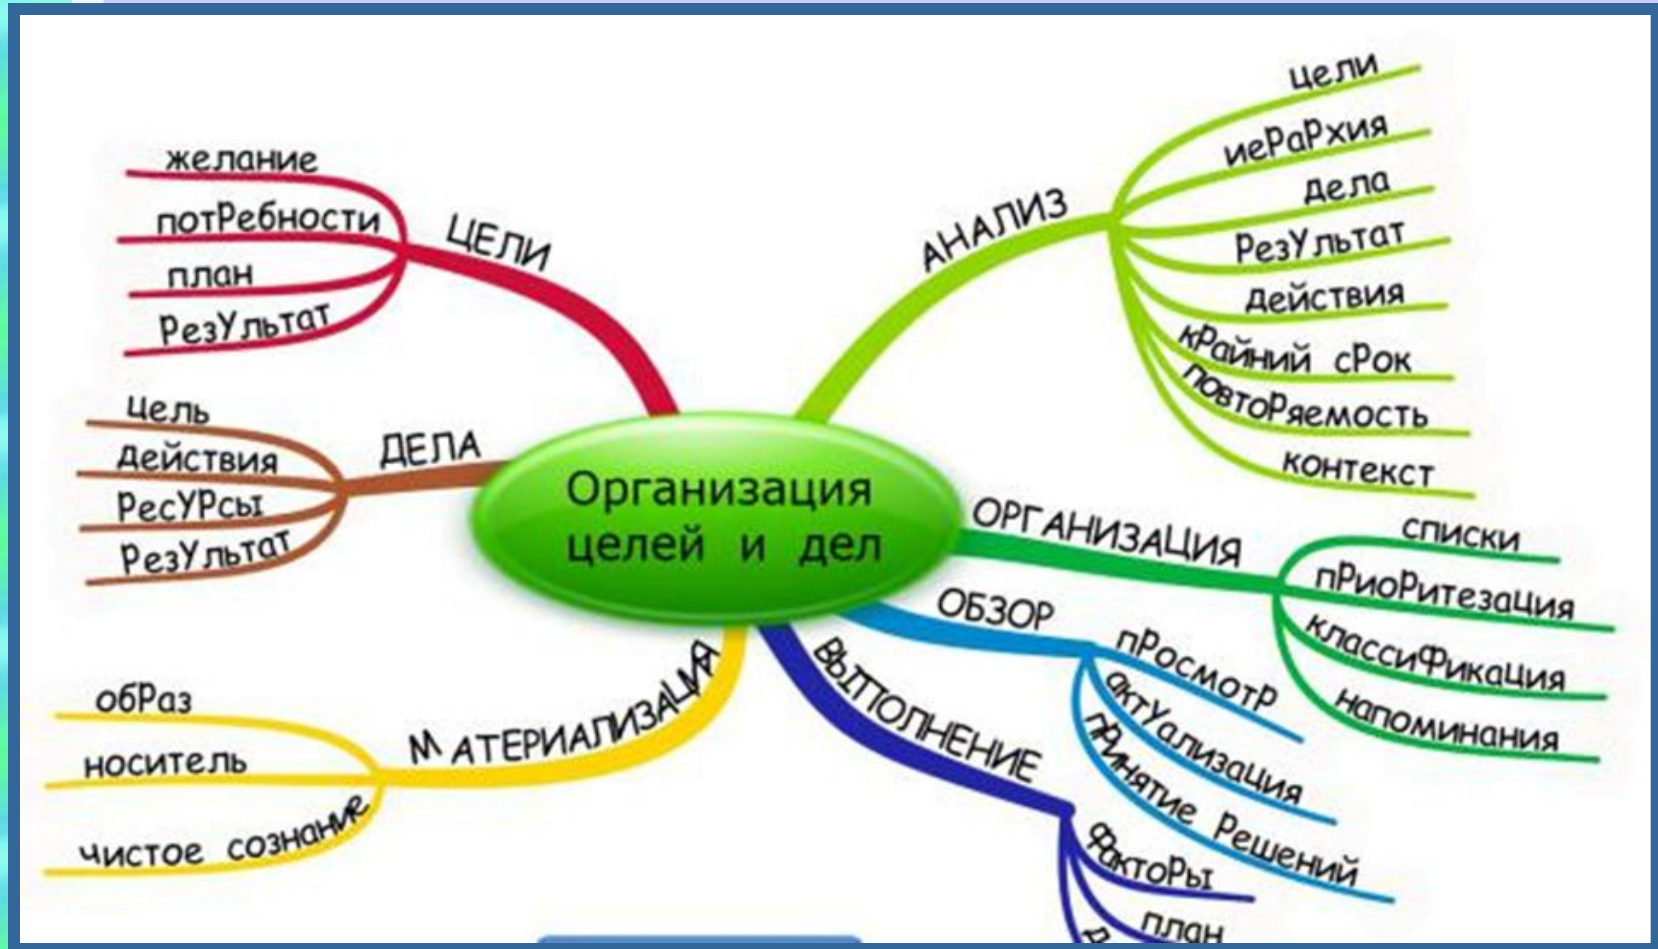 Организация
целей и дел
ЦЕЛИ
желание
потРебности
план
РезУльтат
ДЕЛА
цель
действия
РесУРсы
РезУльтат
МАТЕРИАЛИЗАЦИЯ
обРаз
носитель
чистое сознание
АНАЛИЗ
цели
иеРаРхия
дела
РезУльтат
действия
кРайний сРок
повтоРяемость
контекст
ОРГАНИЗАЦИЯ
списки
пРиоРитезация
классиФикация
напоминания
ОБЗОР
пРосмотР
актУализация
пРинятие Решений
ВЫПОЛНЕНИЕ
ФактоРы
план